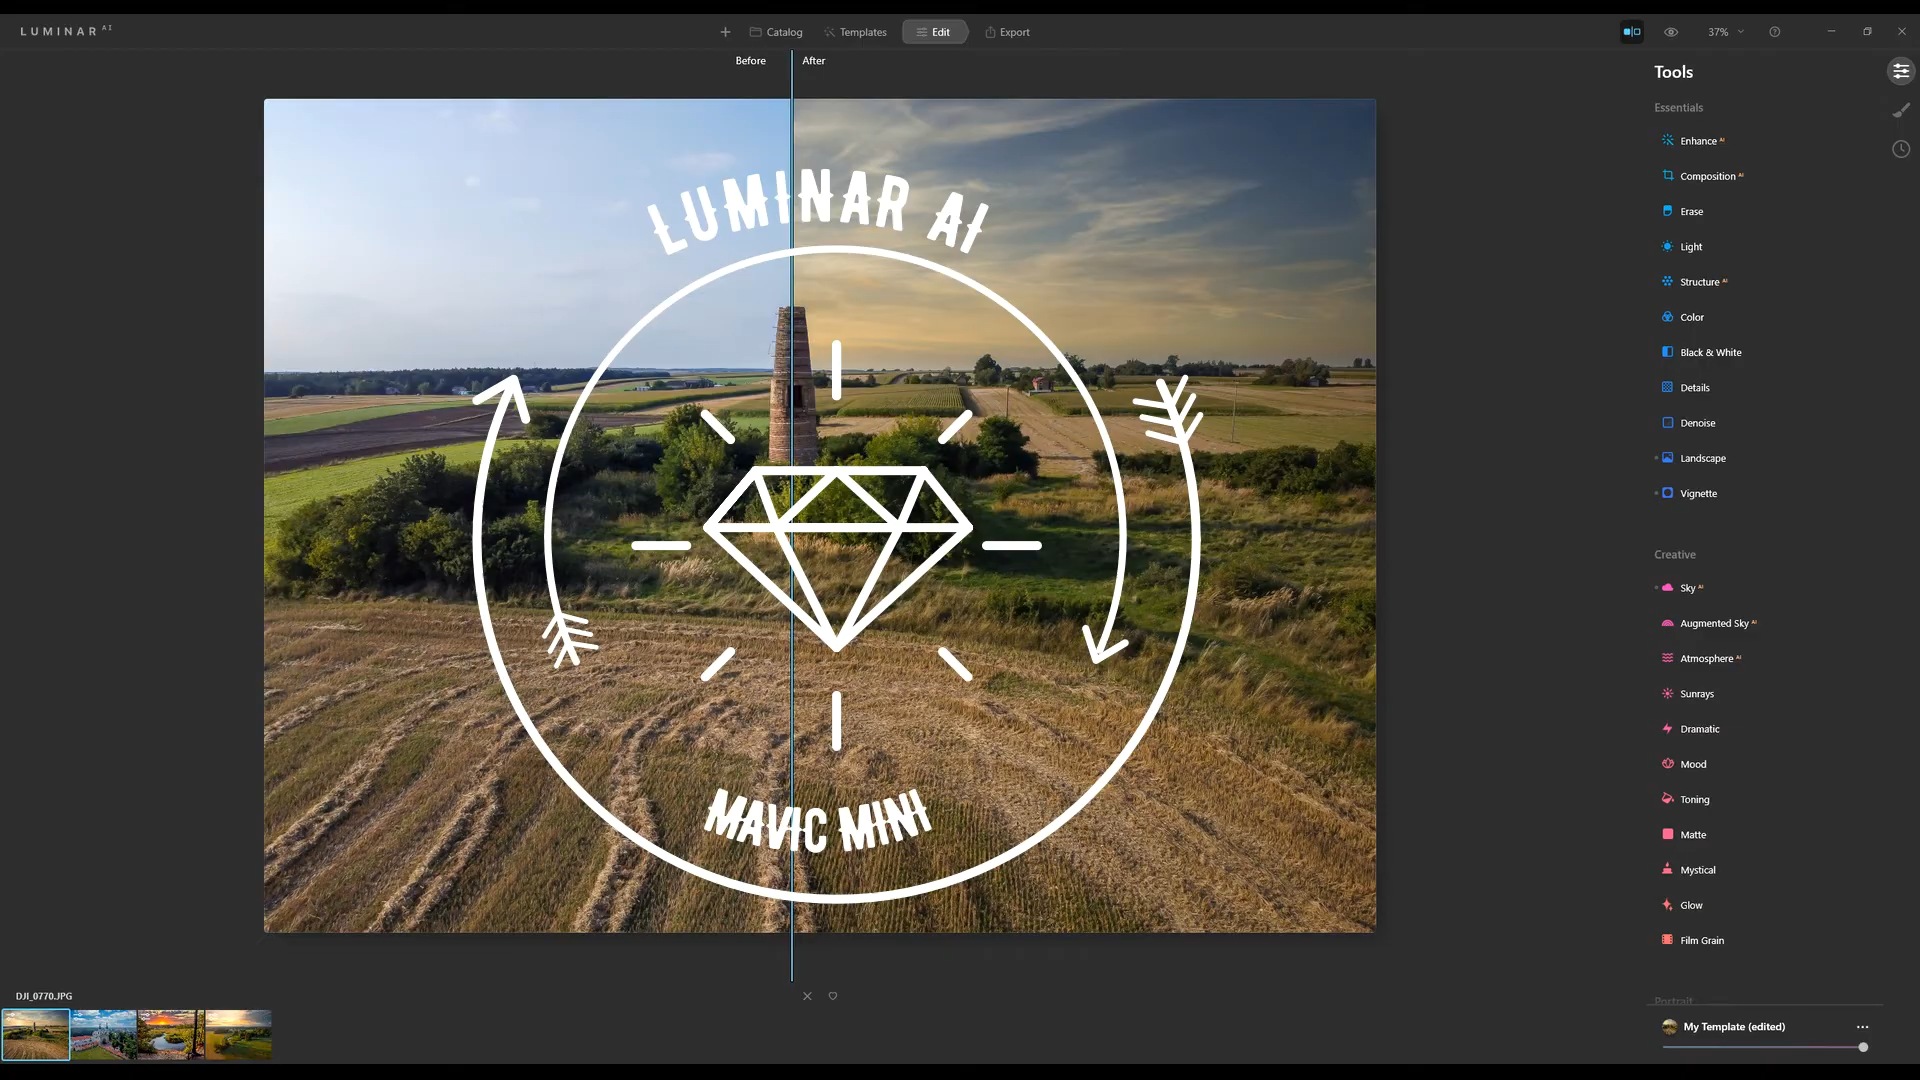 LUMINAR AI
Catalog
Templates
Edit
Export
37%
Before
After
LUMINAR AI
MAVIC MINI
Tools
Essentials
Enhance AI
Composition AI
Erase
Light
Structure AI
Color
Black & White
Details
Denoise
Landscape
Vignette
Creative
Sky AI
Augmented Sky AI
Atmosphere AI
Sunrays
Dramatic
Mood
Toning
Matte
Mystical
Glow
Film Grain
Portrait
My Template (edited)
DJI_0770.JPG